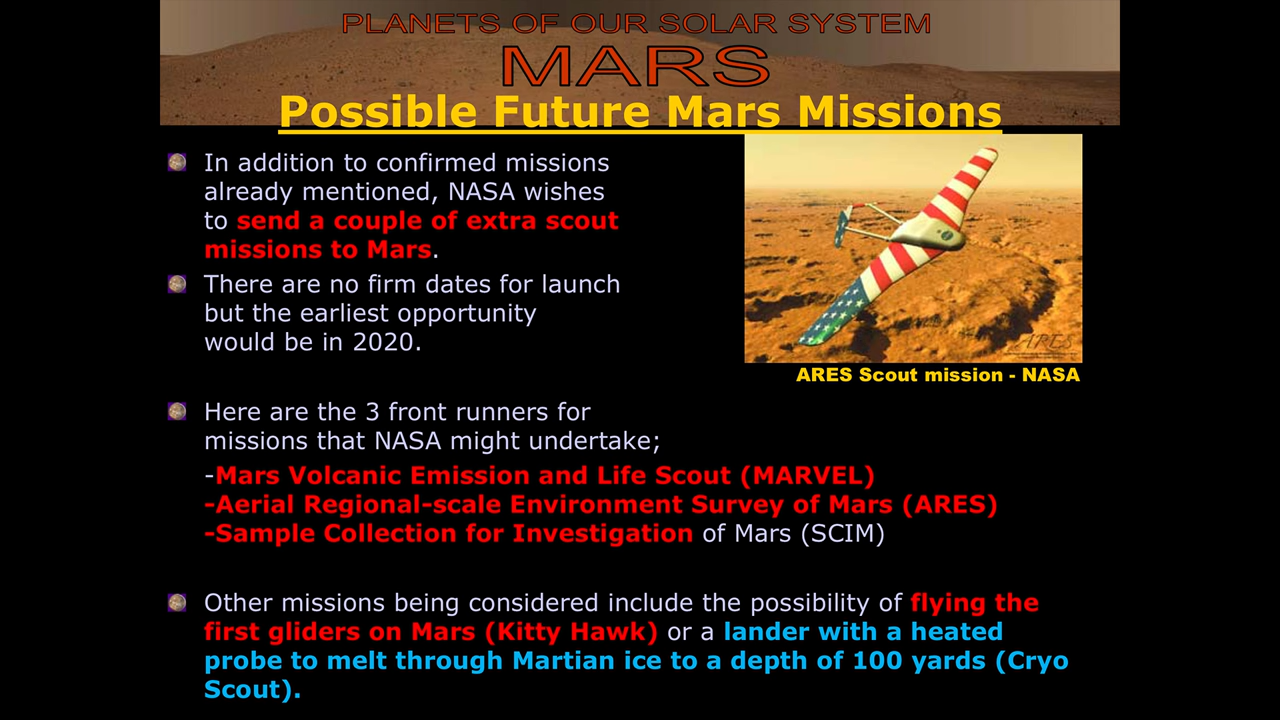 PLANETS OF OUR SOLAR SYSTEM
MARS
Possible Future Mars Missions
In addition to confirmed missions
already mentioned, NASA wishes
to send a couple of extra scout
missions to Mars.
There are no firm dates for launch
but the earliest opportunity
would be in 2020.
ARES
ARES Scout mission - NASA
Here are the 3 front runners for
missions that NASA might undertake;
-Mars Volcanic Emission and Life Scout (MARVEL)
-Aerial Regional-scale Environment Survey of Mars (ARES)
-Sample Collection for Investigation of Mars (SCIM)
Other missions being considered include the possibility of flying the
first gliders on Mars (Kitty Hawk) or a lander with a heated
probe to melt through Martian ice to a depth of 100 yards (Cryo
Scout).